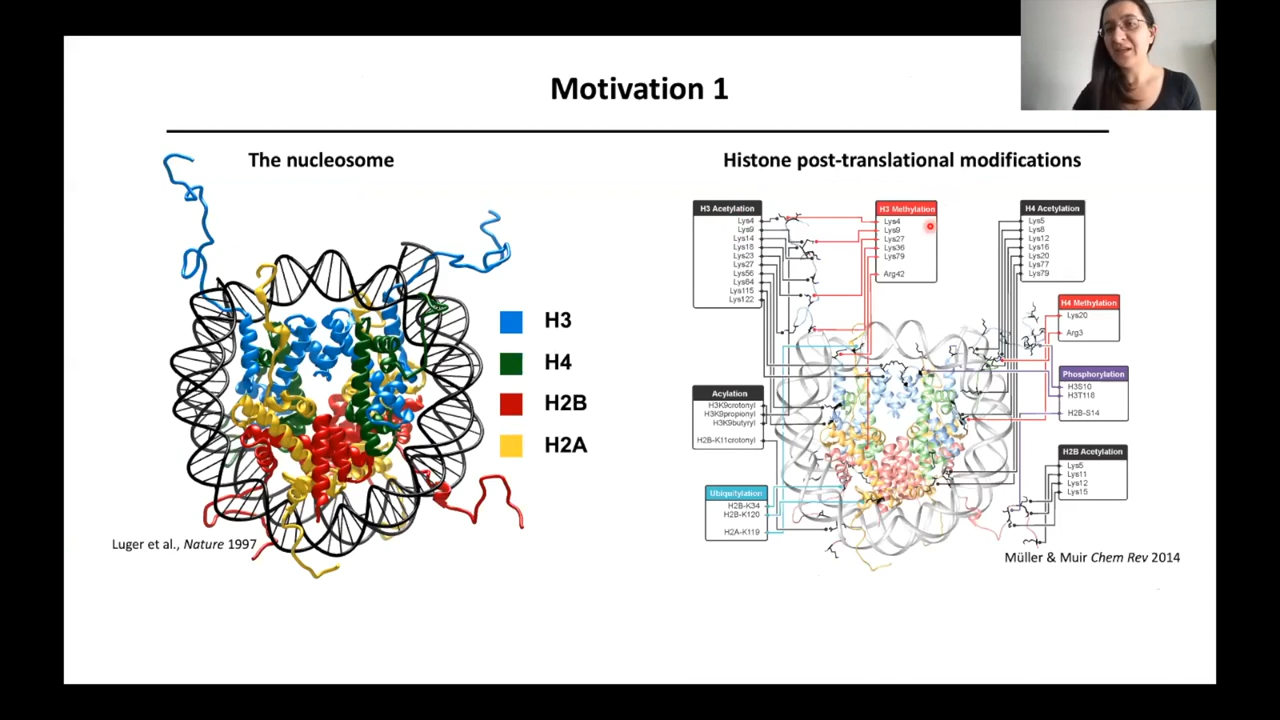 Motivation 1
The nucleosome
H3
H4
H2B
H2A
Luger et al., Nature 1997
Histone post-translational modifications
H3 Acetylation
Lys4
Lys9
Lys14
Lys18
Lys23
Lys27
Lys56
Lys64
Lys115
Lys122
H3 Methylation
Lys4
Lys9
Lys27
Lys36
Lys79
Arg42
H4 Acetylation
Lys5
Lys8
Lys12
Lys16
Lys20
Lys77
Lys79
H4 Methylation
Lys20
Arg3
Phosphorylation
H3S10
H3T118
H2B-S14
Acylation
H3K9crotonyl
H3K9propionyl
H3K9butyryl
H2B-K11crotonyl
H2B Acetylation
Lys5
Lys11
Lys12
Lys15
Ubiquitylation
H2B-K34
H2B-K120
H2A-K119
Müller & Muir Chem Rev 2014